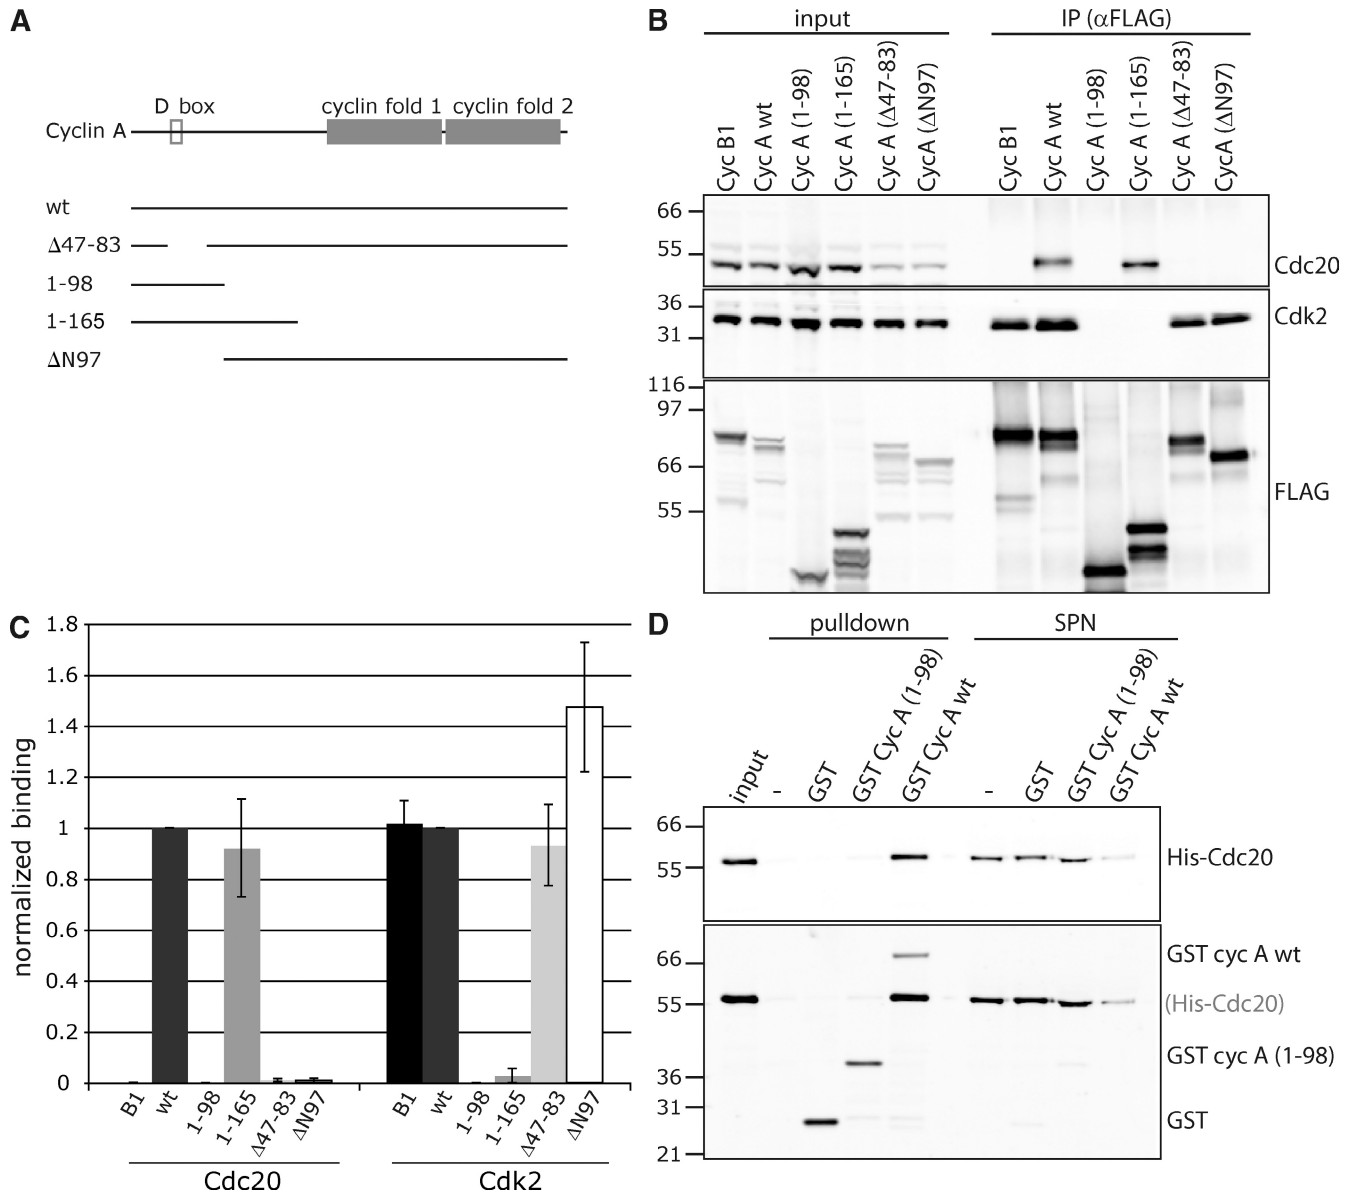 A
D box
cyclin fold 1 cyclin fold 2
Cyclin A
wt
Δ47-83
1-98
1-165
ΔN97
B
input
IP (αFLAG)
Cyc B1
Cyc A wt
Cyc A (1-98)
Cyc A (1-165)
Cyc A (Δ47-83)
CycA (ΔN97)
Cyc B1
Cyc A wt
Cyc A (1-98)
Cyc A (1-165)
Cyc A (Δ47-83)
CycA (ΔN97)
66
55
Cdc20
36
31
Cdk2
116
97
66
55
FLAG
C
normalized binding
1.8
1.6
1.4
1.2
1
0.8
0.6
0.4
0.2
0
B1
wt
1-98
1-165
Δ47-83
ΔN97
B1
wt
1-98
1-165
Δ47-83
ΔN97
Cdc20
Cdk2
D
pulldown
SPN
input
-
GST
GST Cyc A (1-98)
GST Cyc A wt
-
GST
GST Cyc A (1-98)
GST Cyc A wt
66
55
His-Cdc20
66
55
36
31
21
GST cyc A wt
(His-Cdc20)
GST cyc A (1-98)
GST